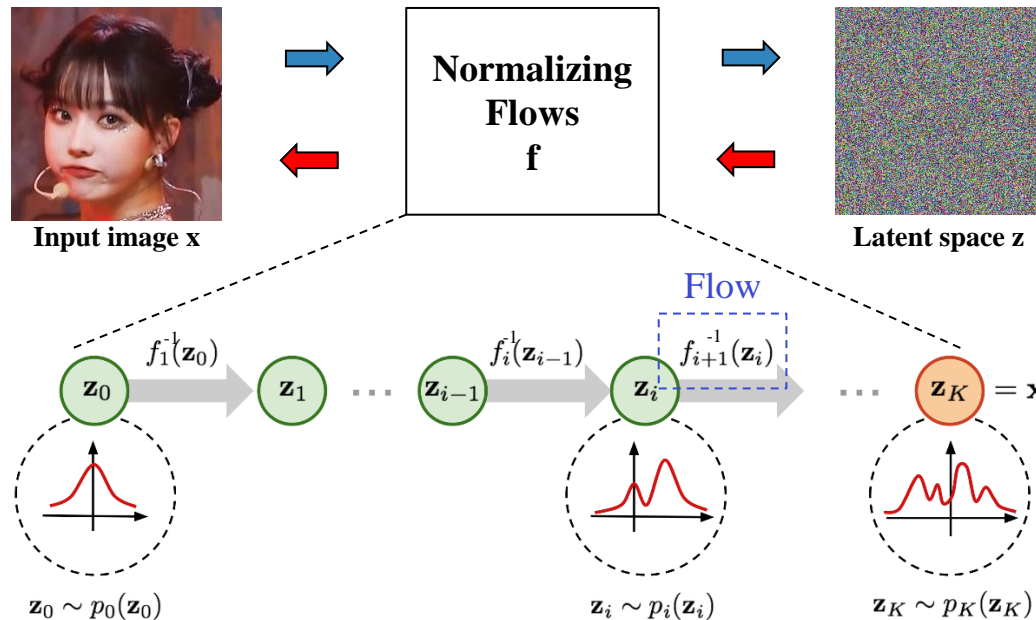 Normalizing
Flows
f
Input image x
Latent space z
Flow
f₁⁻¹(z₀)
fᵢ⁻¹(zᵢ₋₁)
fᵢ₊₁⁻¹(zᵢ)
z₀
z₁
...
zᵢ₋₁
zᵢ
...
z_K
= x
z₀ ∼ p₀(z₀)
zᵢ ∼ pᵢ(zᵢ)
z_K ∼ p_K(z_K)